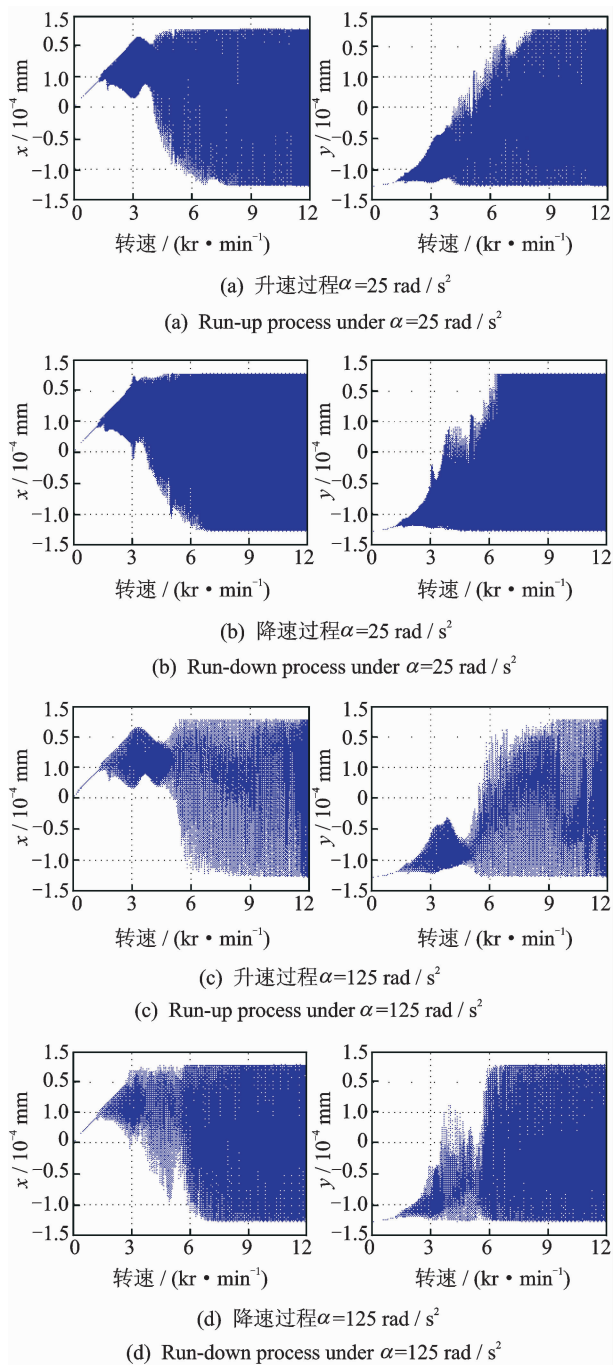 1.5 1.5
0.5 0.5
1.0 1.0
0 0
−0.5 −0.5
−1.0 −1.0
−1.5 −1.5
x / 10⁻⁴ mm y / 10⁻⁴ mm
0 3 6 9 12 0 3 6 9 12
转速 / (kr·min⁻¹) 转速 / (kr·min⁻¹)
(a) 升速过程α=25 rad / s²
(a) Run-up process under α=25 rad / s²
1.5 1.5
0.5 0.5
1.0 1.0
0 0
−0.5 −0.5
−1.0 −1.0
−1.5 −1.5
x / 10⁻⁴ mm y / 10⁻⁴ mm
0 3 6 9 12 0 3 6 9 12
转速 / (kr·min⁻¹) 转速 / (kr·min⁻¹)
(b) 降速过程α=25 rad / s²
(b) Run-down process under α=25 rad / s²
1.5 1.5
0.5 0.5
1.0 1.0
0 0
−0.5 −0.5
−1.0 −1.0
−1.5 −1.5
x / 10⁻⁴ mm y / 10⁻⁴ mm
0 3 6 9 12 0 3 6 9 12
转速 / (kr·min⁻¹) 转速 / (kr·min⁻¹)
(c) 升速过程α=125 rad / s²
(c) Run-up process under α=125 rad / s²
1.5 1.5
0.5 0.5
1.0 1.0
0 0
−0.5 −0.5
−1.0 −1.0
−1.5 −1.5
x / 10⁻⁴ mm y / 10⁻⁴ mm
0 3 6 9 12 0 3 6 9 12
转速 / (kr·min⁻¹) 转速 / (kr·min⁻¹)
(d) 降速过程α=125 rad / s²
(d) Run-down process under α=125 rad / s²